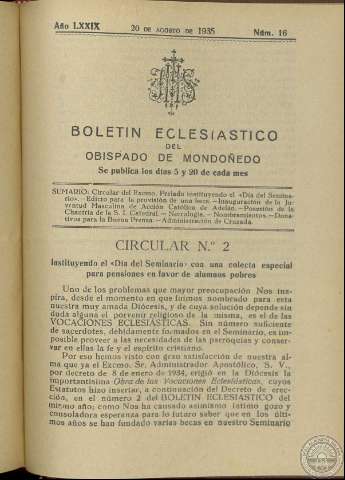 Año LXXIX 20 DE AGOSTO DE 1935 Núm. 16
BOLETIN ECLESIASTICO
DEL
OBISPADO DE MONDOÑEDO
Se publica los días 5 y 20 de cada mes
SUMARIO: Circular del Excmo. Prelado instituyendo el «Día del Semina-
rio». – Edicto para la provisión de una beca. – Inauguración de la Ju-
ventud Masculina de Acción Católica de Adelán. – Posesión de la
Chantría de la S. I. Catedral. – Necrología. – Nombramientos. – Dona-
tivos para la Buena Prensa. – Administración de Cruzada.
CIRCULAR N.º 2
Instituyendo el «Día del Seminario» con una colecta especial
para pensiones en favor de alumnos pobres
Uno de los problemas que mayor preocupación Nos ins-
pira, desde el momento en que fuimos nombrado para esta
nuestra muy amada Diócesis, y de cuya solución depende sin
duda alguna el porvenir religioso de la misma, es el de las
VOCACIONES ECLESIÁSTICAS. Sin número suficiente
de sacerdotes, debidamente formados en el Seminario, es im-
posible proveer a las necesidades de las parroquias y conser-
var en ellas la fe y el espíritu cristiano.
Por eso hemos visto con gran satisfacción de nuestra al-
ma que ya el Excmo. Sr. Administrador Apostólico, S. V.,
por decreto de 8 de enero de 1934, erigió en la Diócesis la
importantísima Obra de las Vocaciones Eclesiásticas, cuyos
Estatutos hizo insertar, a continuación del Decreto de erec-
ción, en el número 2 del BOLETIN ECLESIASTICO del
mismo año; como Nos ha causado asimismo íntimo gozo y
consoladora esperanza para lo futuro saber que en los últi-
mos años se han fundado varias becas en nuestro Seminario